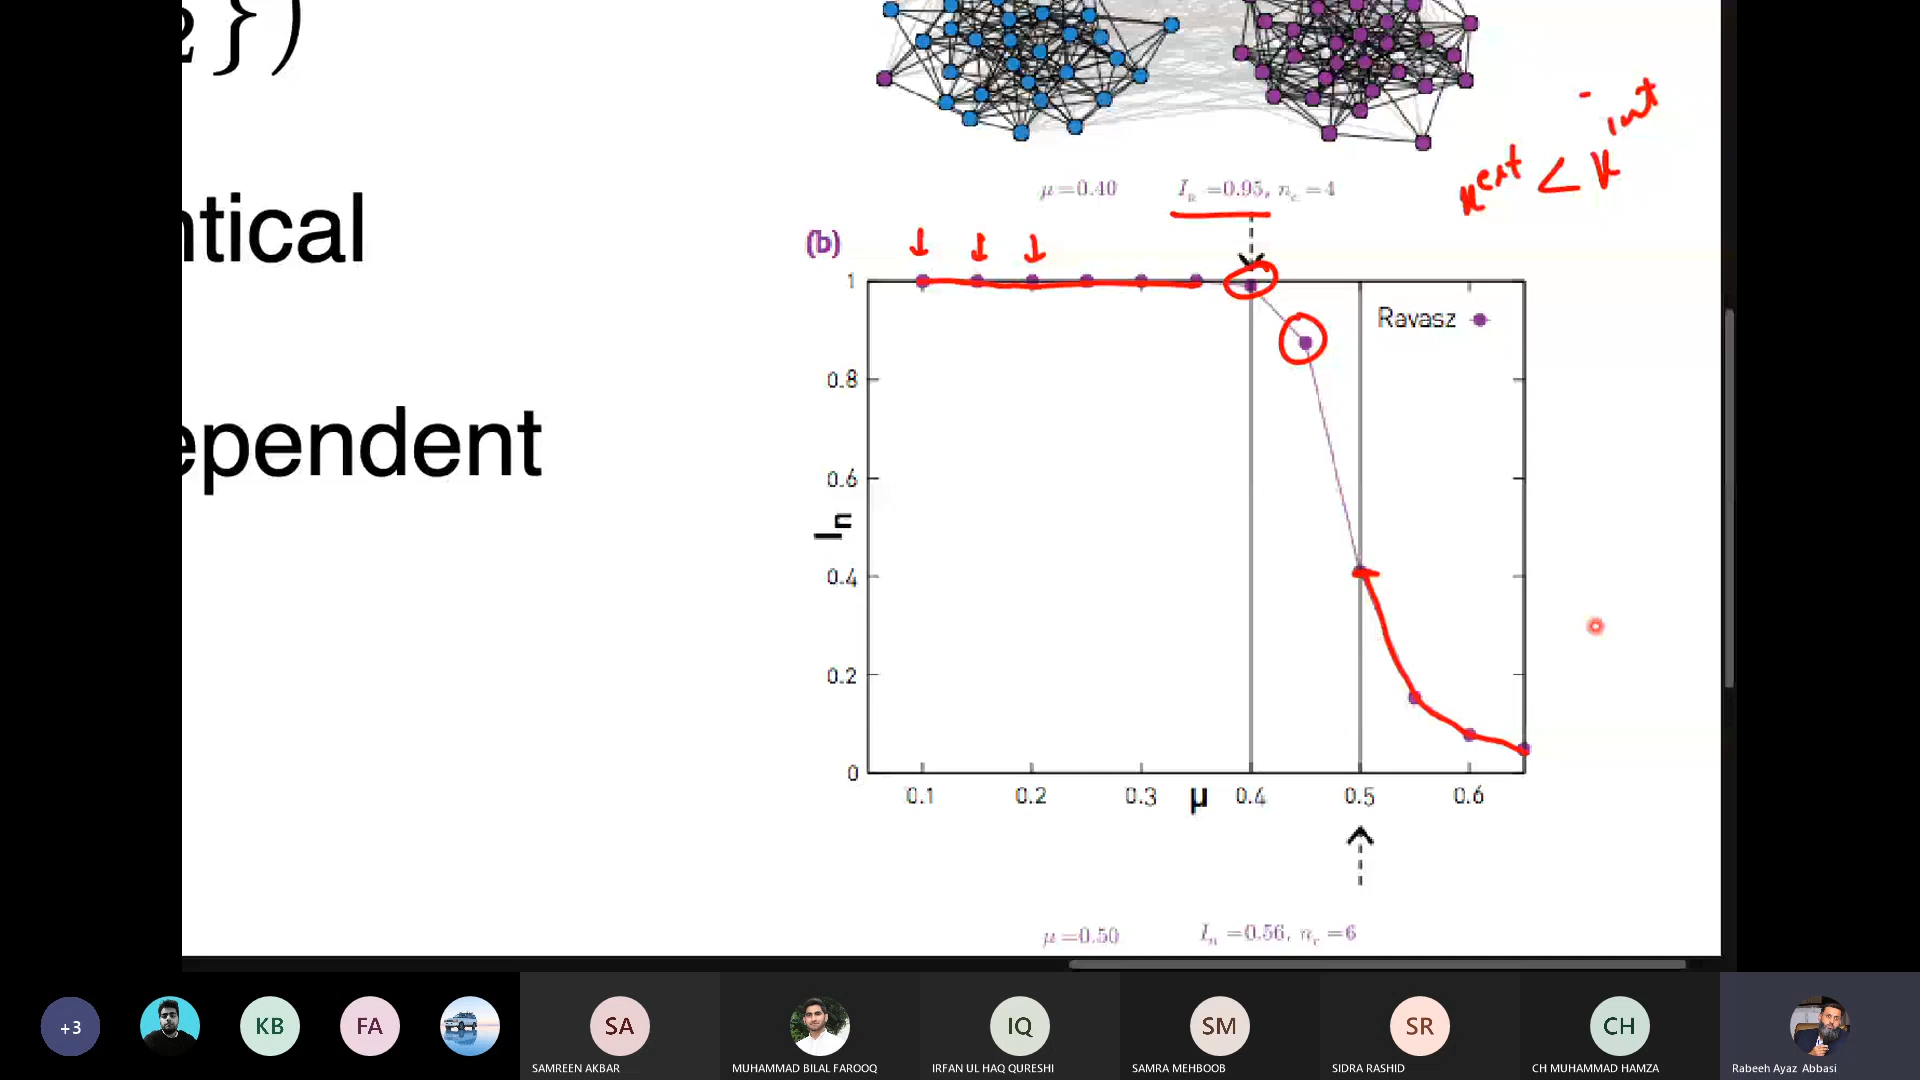 2})
int
k^ext < k
ntical
μ=0.40 I_n =0.95, n_c =4
(b)
1
Ravasz
0.8
ependent
0.6
I_n
0.4
0.2
0
0.1 0.2 0.3 μ 0.4 0.5 0.6
μ=0.50 I_n =0.56, n_c =6
+3 KB FA SA IQ SM SR CH
SAMREEN AKBAR MUHAMMAD BILAL FAROOQ IRFAN UL HAQ QURESHI SAMRA MEHBOOB SIDRA RASHID CH MUHAMMAD HAMZA Rabeeh Ayaz Abbasi